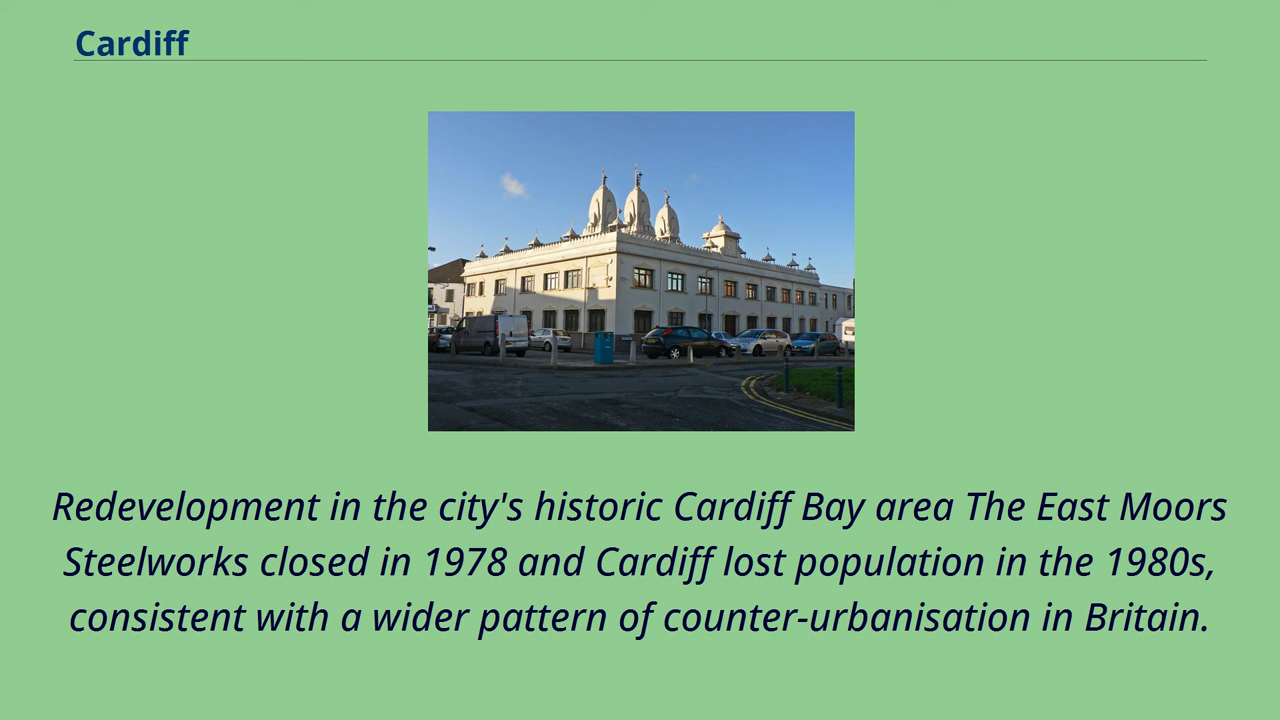 Cardiff
Redevelopment in the city's historic Cardiff Bay area The East Moors
Steelworks closed in 1978 and Cardiff lost population in the 1980s,
consistent with a wider pattern of counter-urbanisation in Britain.